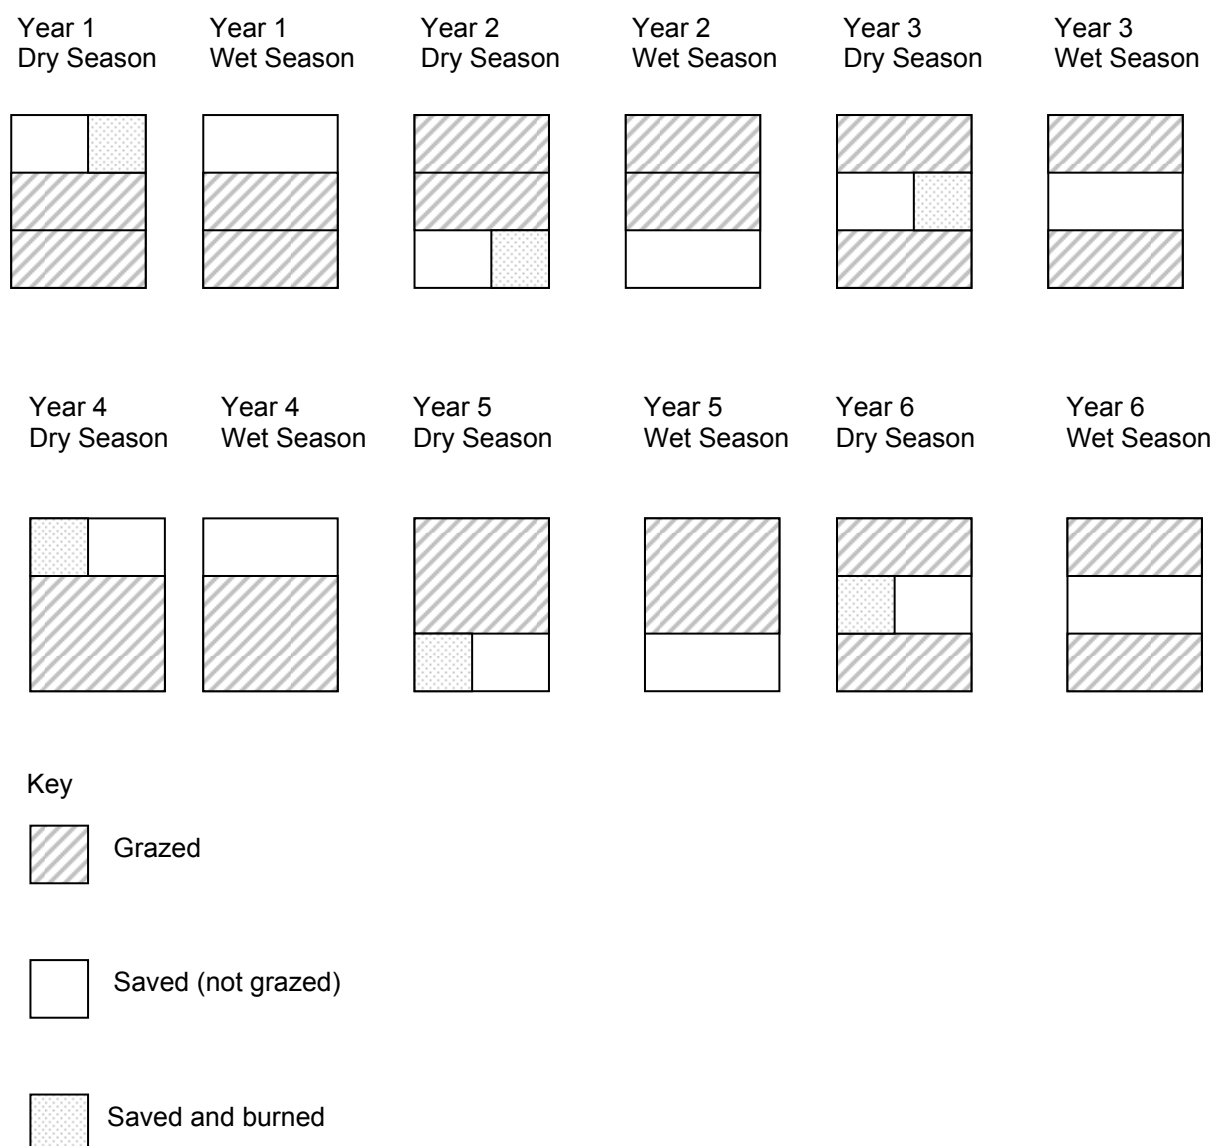 Year 1
Dry Season
Year 1
Wet Season
Year 2
Dry Season
Year 2
Wet Season
Year 3
Dry Season
Year 3
Wet Season
Year 4
Dry Season
Year 4
Wet Season
Year 5
Dry Season
Year 5
Wet Season
Year 6
Dry Season
Year 6
Wet Season
Key
Grazed
Saved (not grazed)
Saved and burned